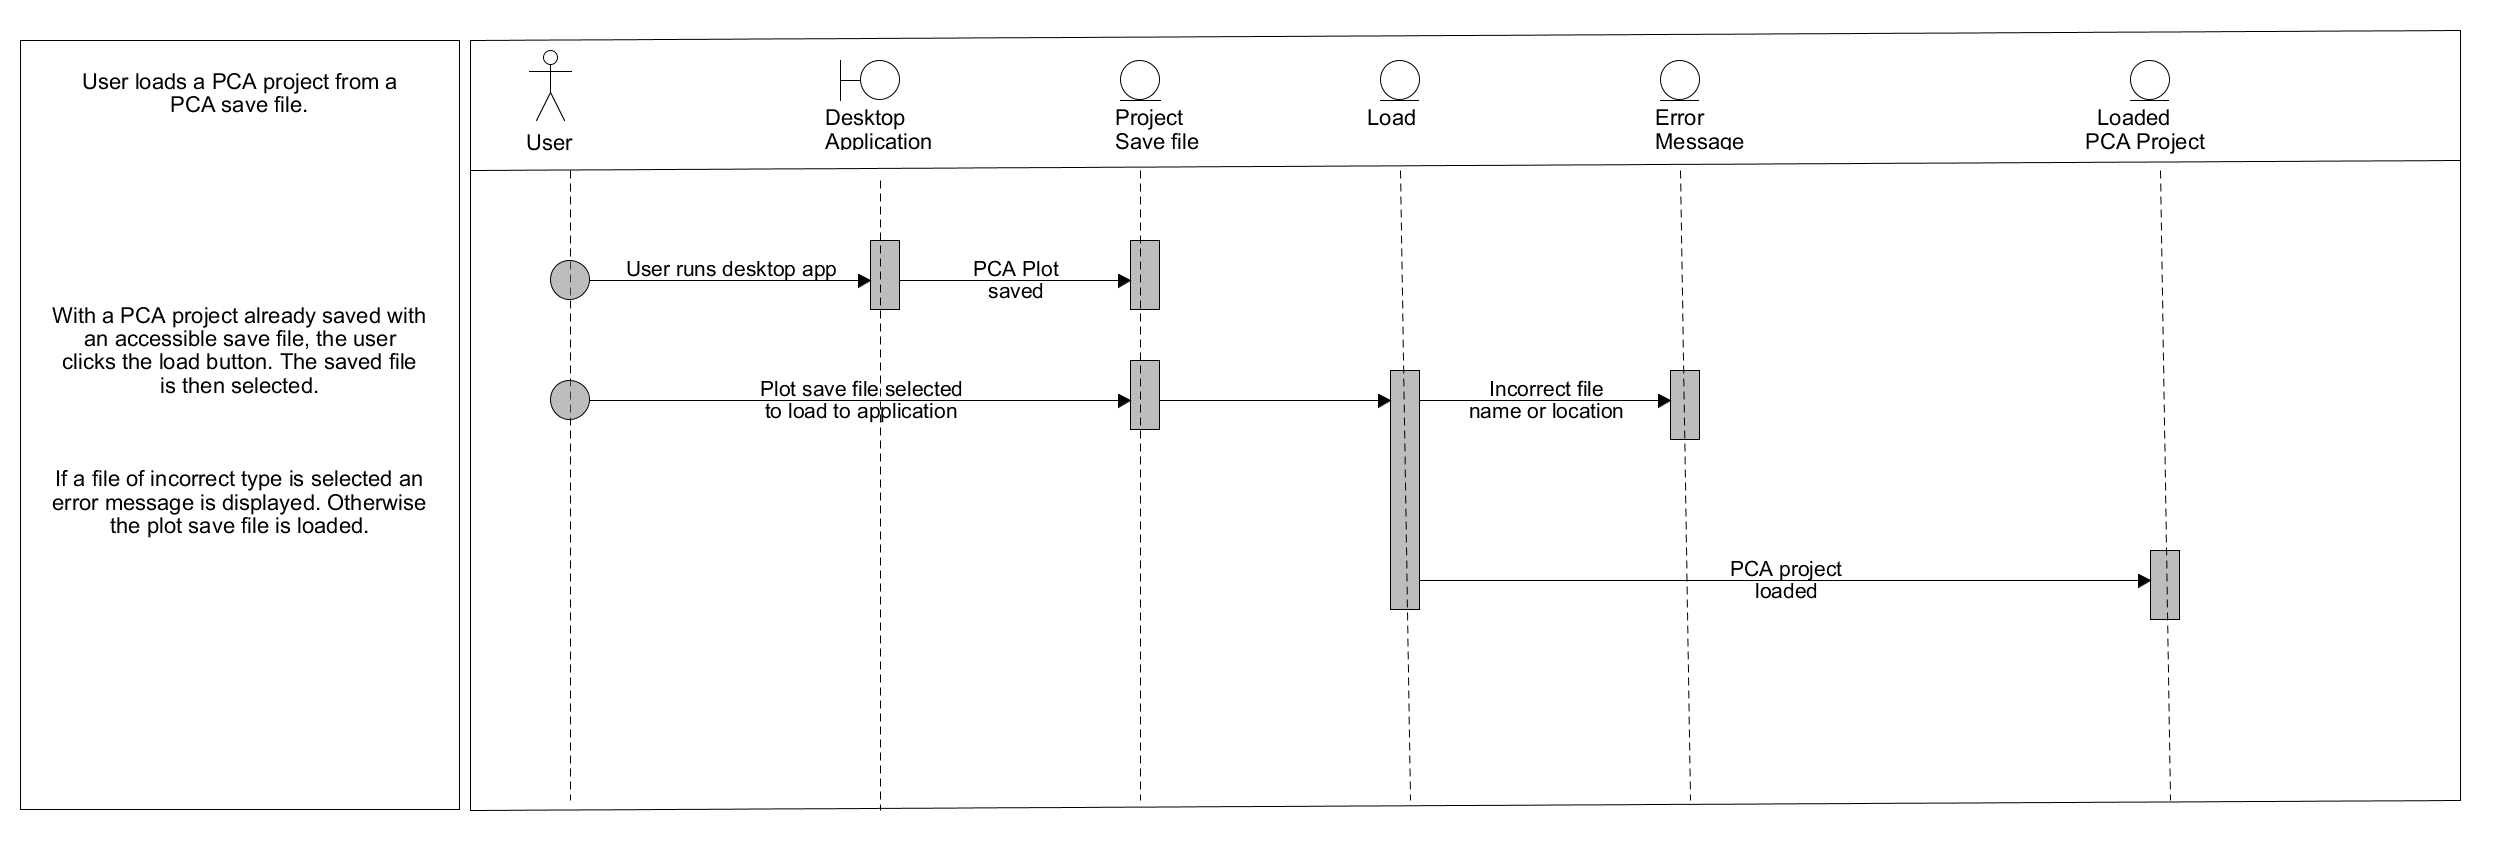 User loads a PCA project from a
PCA save file.
With a PCA project already saved with
an accessible save file, the user
clicks the load button. The saved file
is then selected.
If a file of incorrect type is selected an
error message is displayed. Otherwise
the plot save file is loaded.
User
Desktop
Application
Project
Save file
Load
Error
Message
Loaded
PCA Project
User runs desktop app
PCA Plot
saved
Plot save file selected
to load to application
Incorrect file
name or location
PCA project
loaded